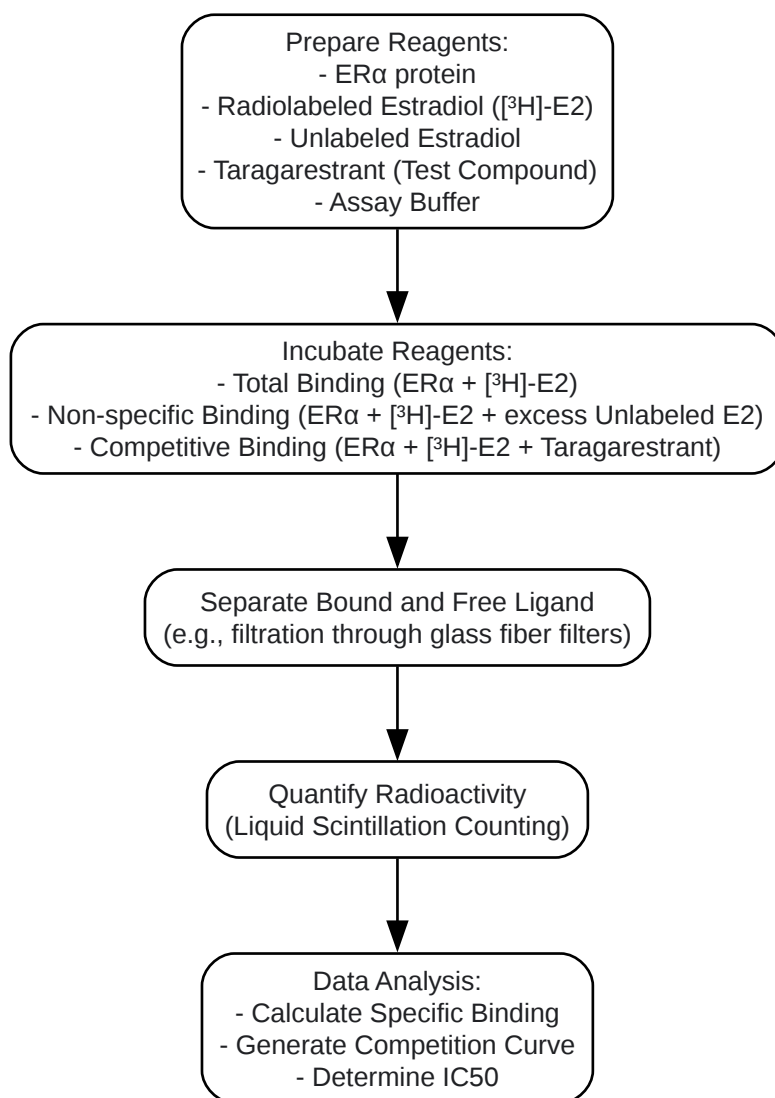 Prepare Reagents:
- ERα protein
- Radiolabeled Estradiol ([³H]-E2)
- Unlabeled Estradiol
- Taragarestrant (Test Compound)
- Assay Buffer
Incubate Reagents:
- Total Binding (ERα + [³H]-E2)
- Non-specific Binding (ERα + [³H]-E2 + excess Unlabeled E2)
- Competitive Binding (ERα + [³H]-E2 + Taragarestrant)
Separate Bound and Free Ligand
(e.g., filtration through glass fiber filters)
Quantify Radioactivity
(Liquid Scintillation Counting)
Data Analysis:
- Calculate Specific Binding
- Generate Competition Curve
- Determine IC50